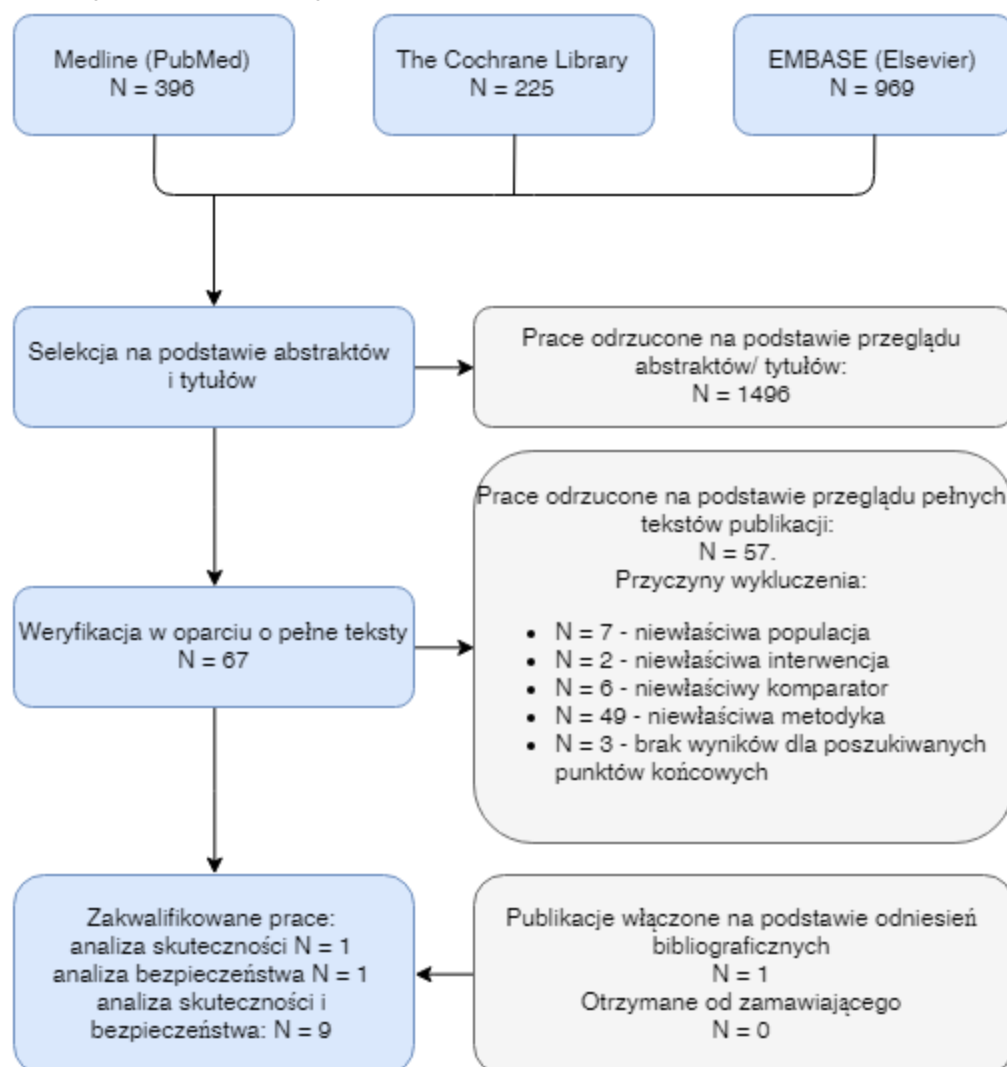 Medline (PubMed)
N = 396
The Cochrane Library
N = 225
EMBASE (Elsevier)
N = 969
Selekcja na podstawie abstraktów
i tytułów
Prace odrzucone na podstawie przeglądu
abstraktów/ tytułów:
N = 1496
Prace odrzucone na podstawie przeglądu pełnych
tekstów publikacji:
N = 57.
Przyczyny wykluczenia:
• N = 7 - niewłaściwa populacja
• N = 2 - niewłaściwa interwencja
• N = 6 - niewłaściwy komparator
• N = 49 - niewłaściwa metodyka
• N = 3 - brak wyników dla poszukiwanych
punktów końcowych
Weryfikacja w oparciu o pełne teksty
N = 67
Zakwalifikowane prace:
analiza skuteczności N = 1
analiza bezpieczeństwa N = 1
analiza skuteczności i
bezpieczeństwa: N = 9
Publikacje włączone na podstawie odniesień
bibliograficznych
N = 1
Otrzymane od zamawiającego
N = 0